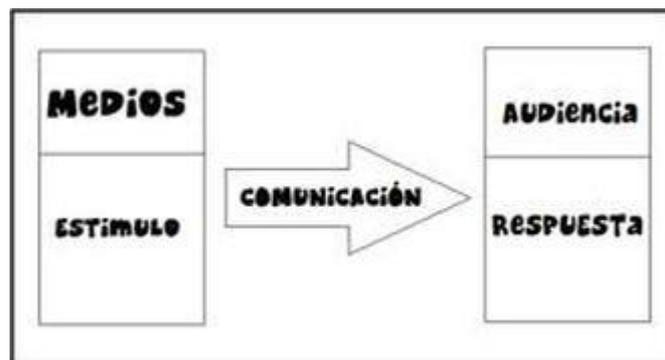 MEDiOS
ESTIMULO
COMUNiCACiÓN
AUDiENCia
RESPUESTa